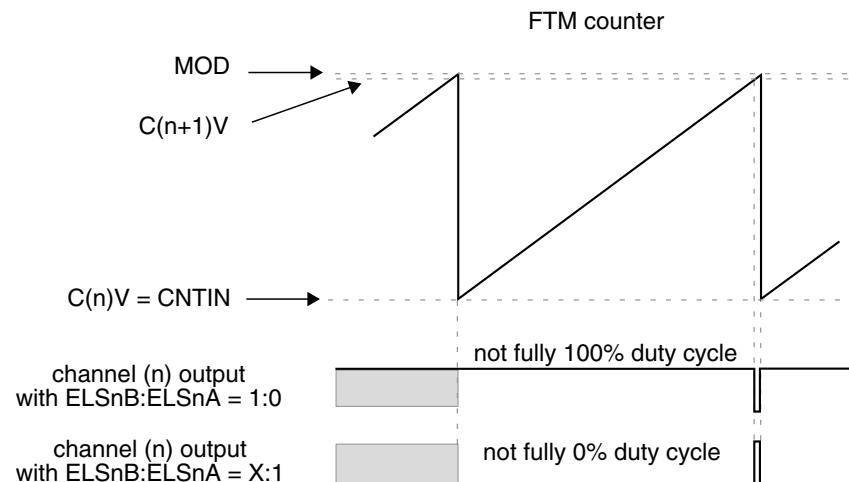 FTM counter
MOD
C(n+1)V
C(n)V = CNTIN
not fully 100% duty cycle
channel (n) output
with ELSnB:ELSnA = 1:0
channel (n) output
with ELSnB:ELSnA = X:1
not fully 0% duty cycle